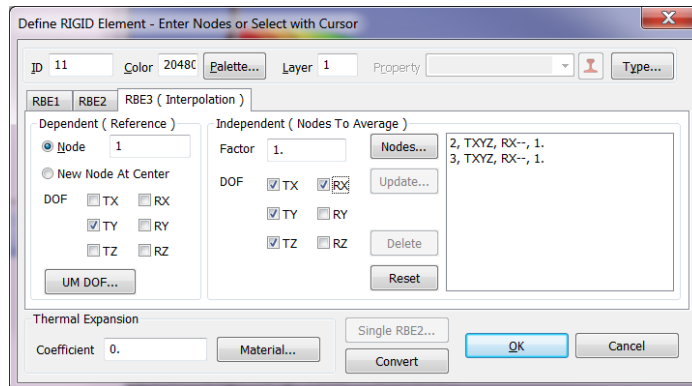 Define RIGID Element - Enter Nodes or Select with Cursor
ID 11 Color 20480 Palette... Layer 1 Property Type...
RBE1 RBE2 RBE3 ( Interpolation )
Dependent ( Reference ) Independent ( Nodes To Average )
Node 1 Factor 1. Nodes... 2, TXYZ, RX--, 1.
3, TXYZ, RX--, 1.
New Node At Center
DOF TX RX DOF TX RX Update...
TY RY TY RY
TZ RZ TZ RZ Delete
UM DOF... Reset
Thermal Expansion
Coefficient 0. Material... Single RBE2...
Convert OK Cancel